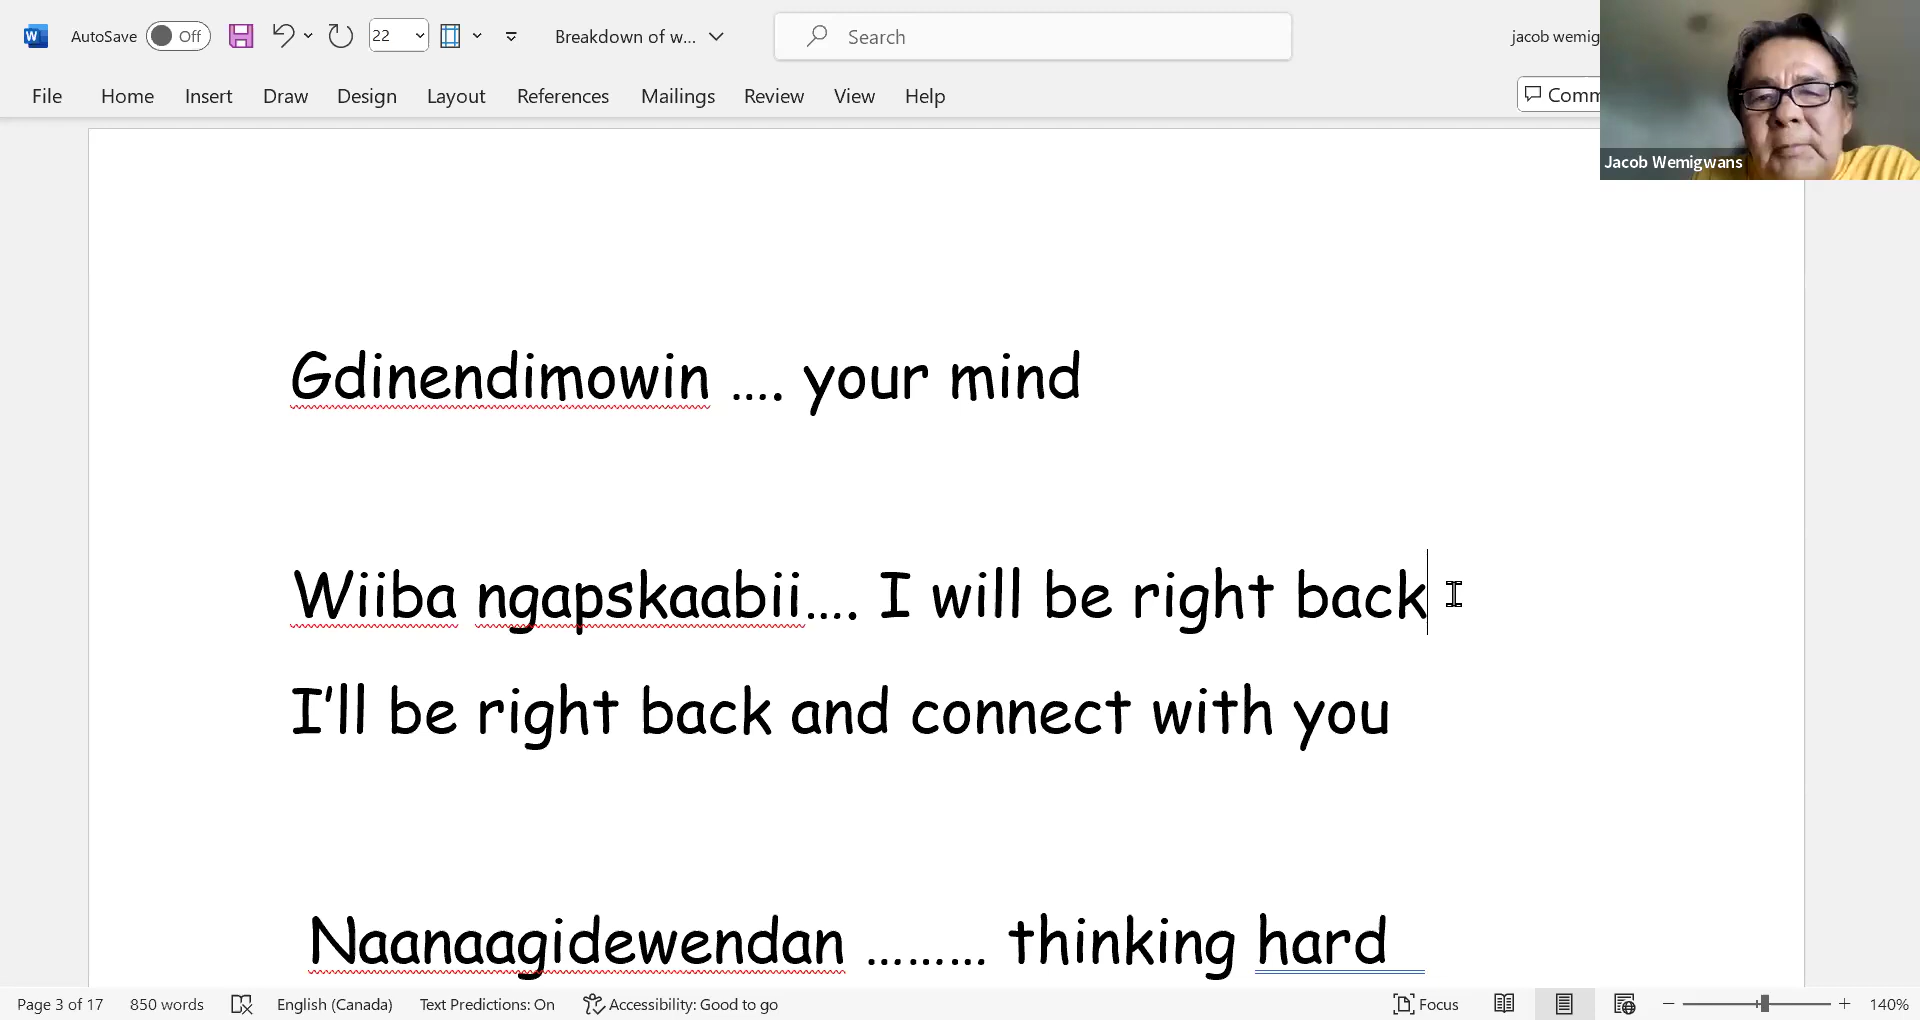 AutoSave Off 22 Breakdown of w... Search jacob wemig
File Home Insert Draw Design Layout References Mailings Review View Help Comm
Jacob Wemigwans
Gdinendimowin .... your mind
Wiiba ngapskaabii.... I will be right back
I'll be right back and connect with you
Naanaagidewendan ......... thinking hard
Page 3 of 17 850 words English (Canada) Text Predictions: On Accessibility: Good to go Focus 140%